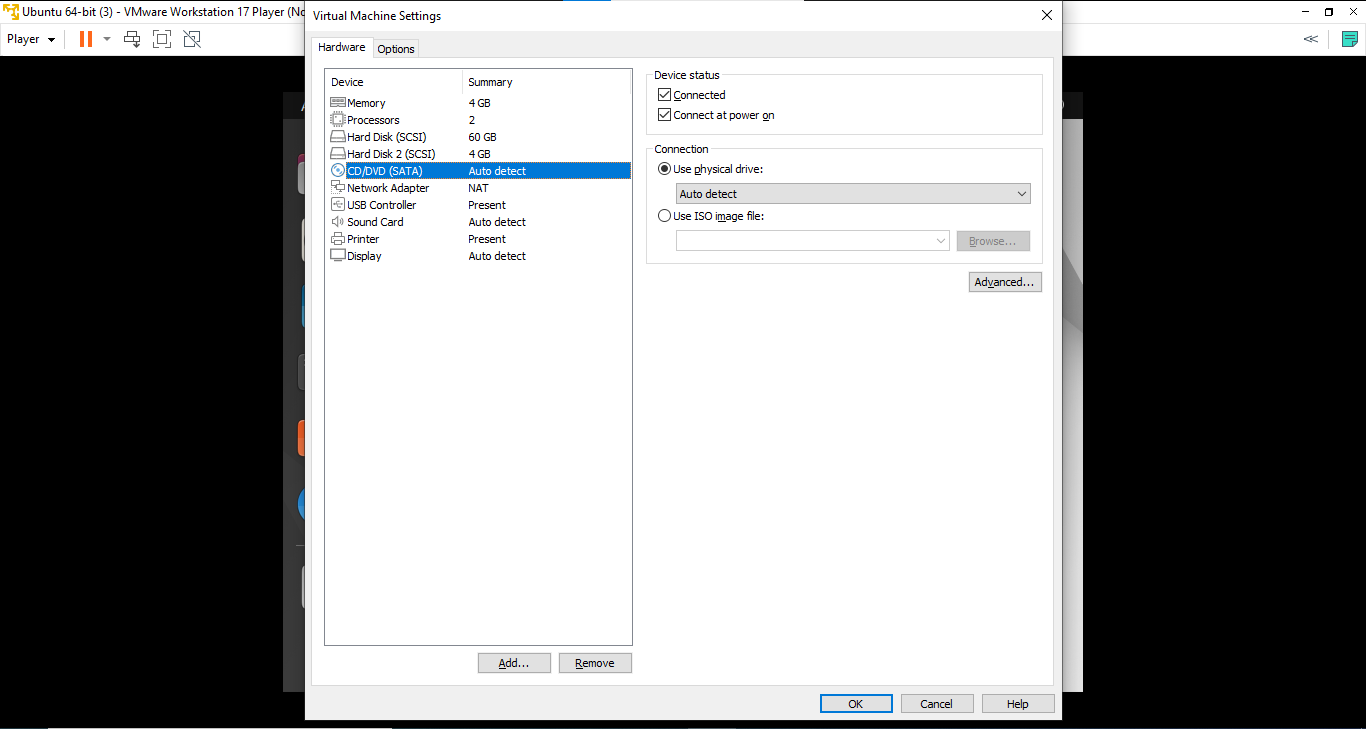 Ubuntu 64-bit (3) - VMware Workstation 17 Player (No
Virtual Machine Settings
Player
Hardware
Options
Device Summary
Memory 4 GB
Processors 2
Hard Disk (SCSI) 60 GB
Hard Disk 2 (SCSI) 4 GB
CD/DVD (SATA) Auto detect
Network Adapter NAT
USB Controller Present
Sound Card Auto detect
Printer Present
Display Auto detect
Add...
Remove
Device status
Connected
Connect at power on
Connection
Use physical drive:
Auto detect
Use ISO image file:
Browse...
Advanced...
OK
Cancel
Help